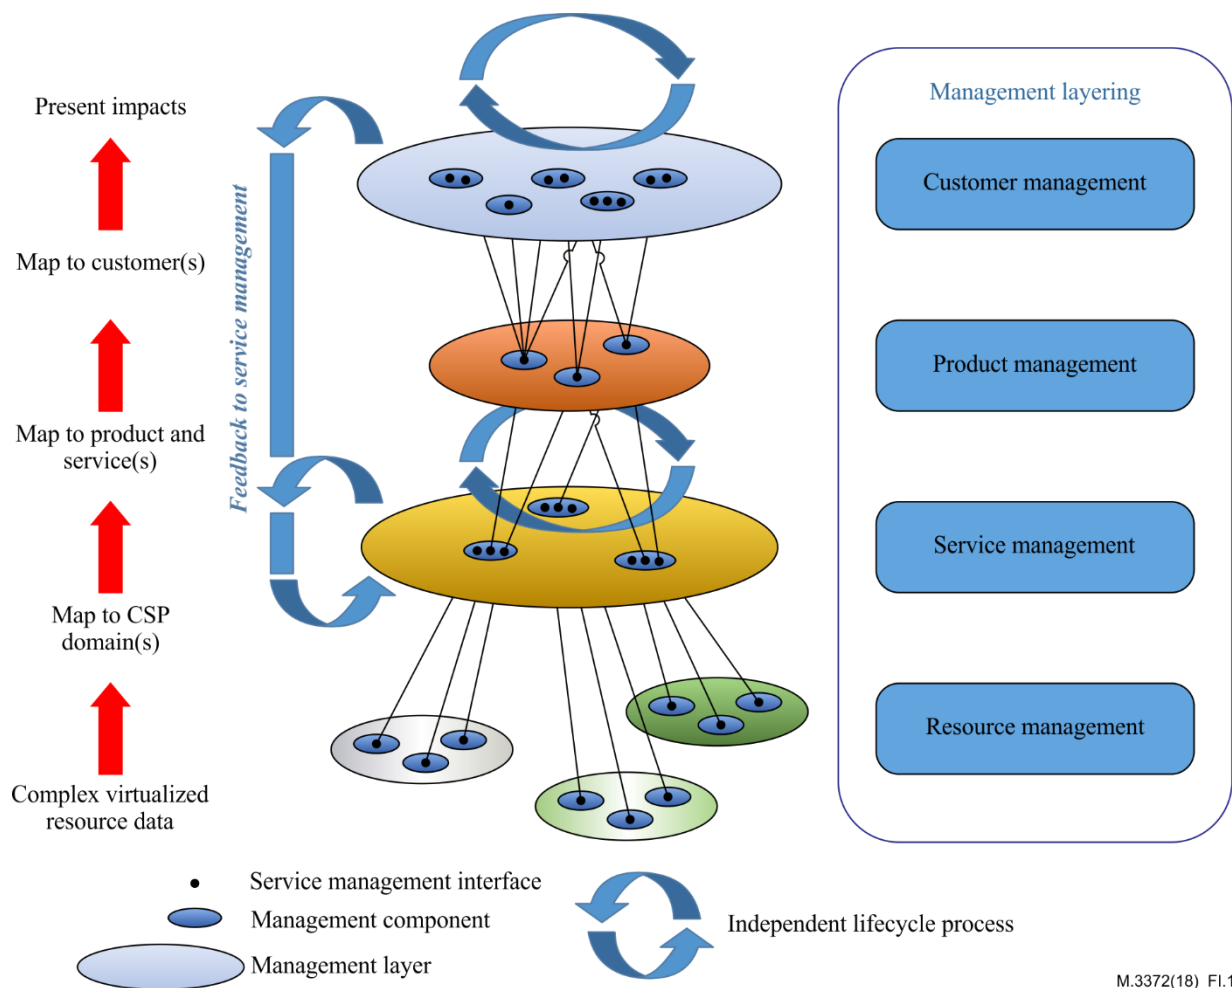 Present impacts
Map to customer(s)
Map to product and
service(s)
Map to CSP
domain(s)
Complex virtualized
resource data
Feedback to service management
Management layering
Customer management
Product management
Service management
Resource management
Service management interface
Management component
Management layer
Independent lifecycle process
M.3372(18)_FI.1